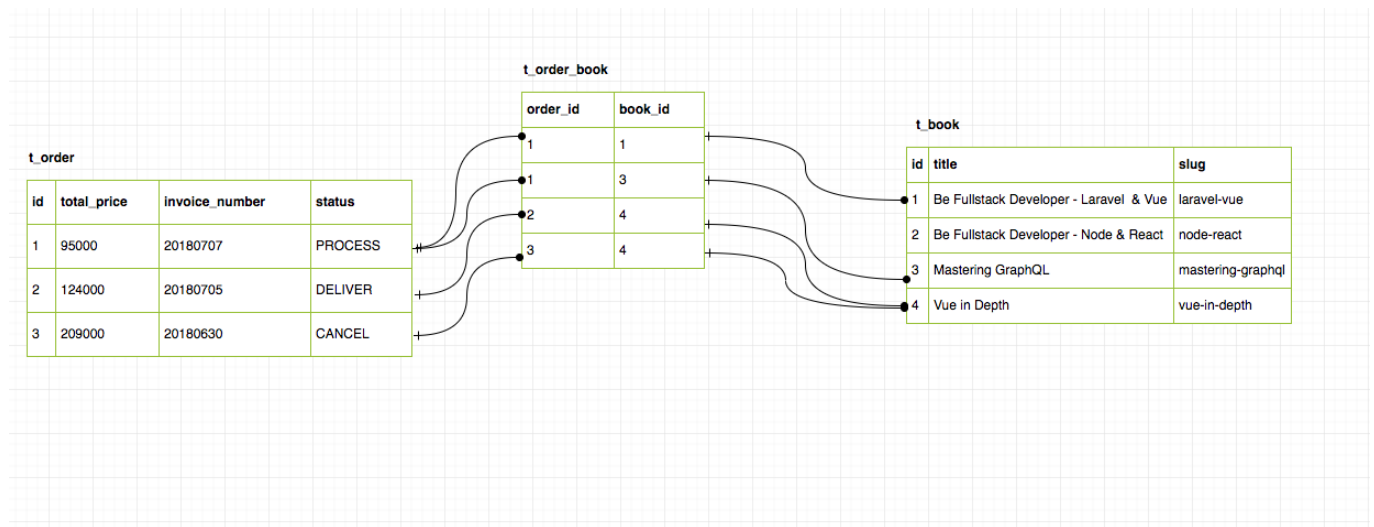 t_order
id total_price invoice_number status
1 95000 20180707 PROCESS
2 124000 20180705 DELIVER
3 209000 20180630 CANCEL
t_order_book
order_id book_id
1 1
1 3
2 4
3 4
t_book
id title slug
1 Be Fullstack Developer - Laravel & Vue laravel-vue
2 Be Fullstack Developer - Node & React node-react
3 Mastering GraphQL mastering-graphql
4 Vue in Depth vue-in-depth